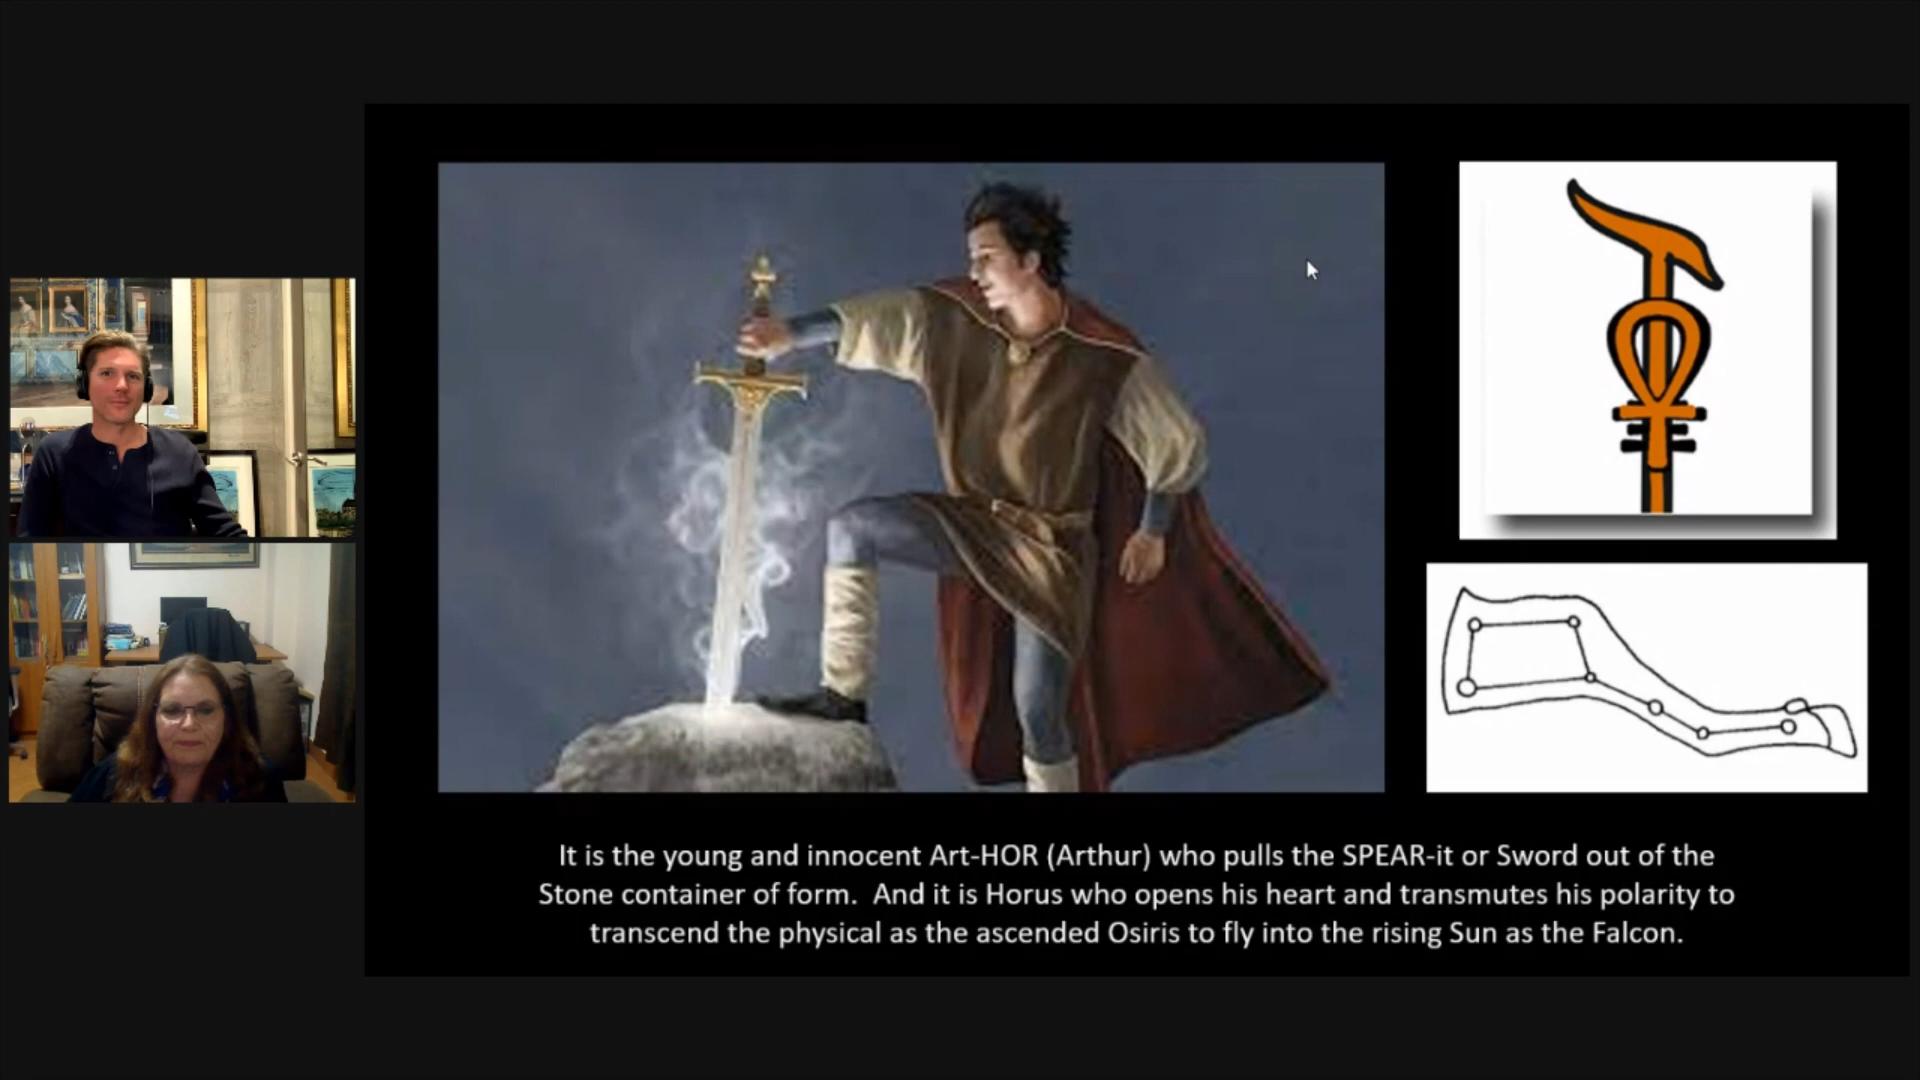 It is the young and innocent Art-HOR (Arthur) who pulls the SPEAR-it or Sword out of the
Stone container of form.  And it is Horus who opens his heart and transmutes his polarity to
transcend the physical as the ascended Osiris to fly into the rising Sun as the Falcon.